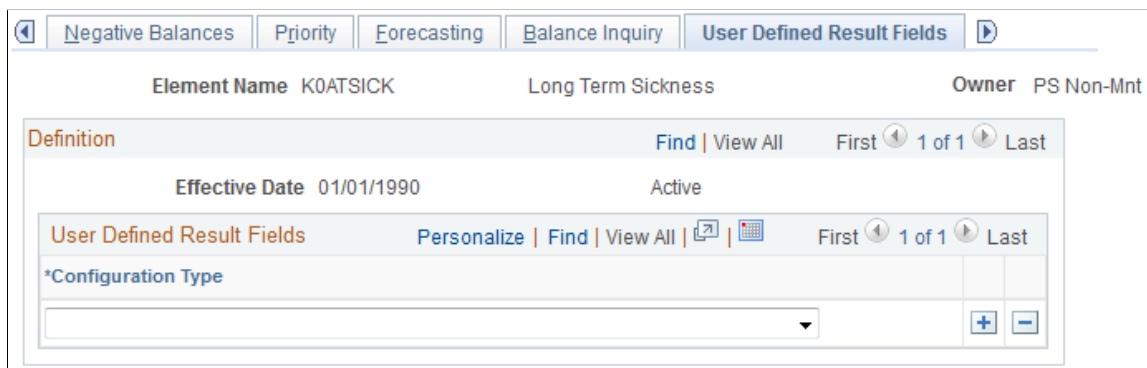 Negative Balances Priority Forecasting Balance Inquiry User Defined Result Fields
Element Name K0ATSICK Long Term Sickness Owner PS Non-Mnt
Definition Find | View All First 1 of 1 Last
Effective Date 01/01/1990 Active
User Defined Result Fields Personalize | Find | View All | | First 1 of 1 Last
*Configuration Type